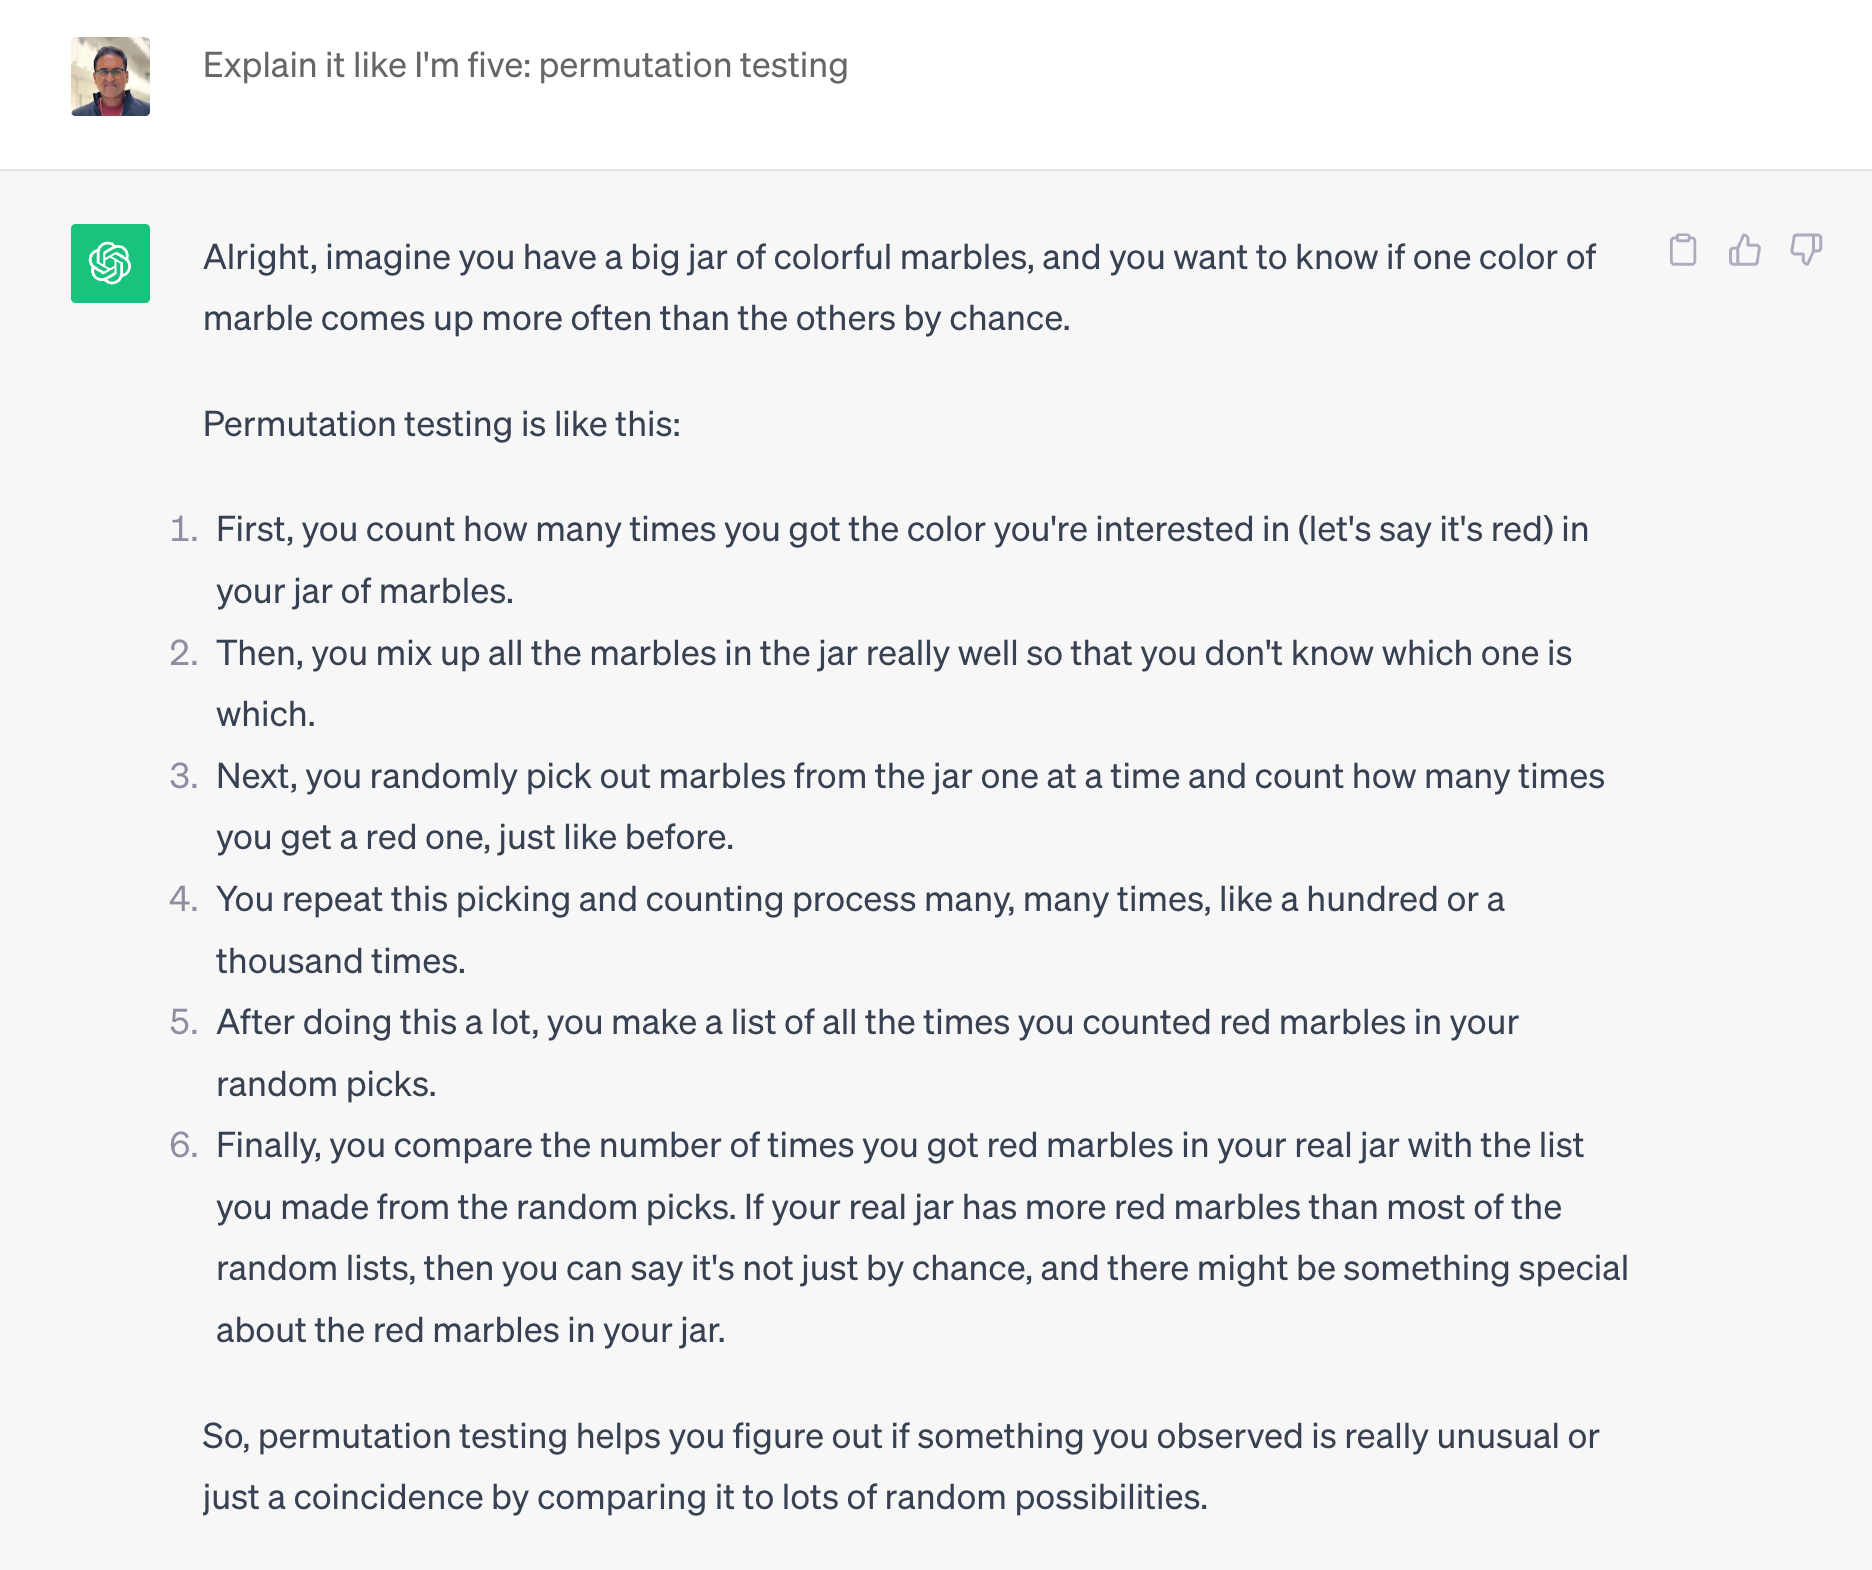 Explain it like I'm five: permutation testing
Alright, imagine you have a big jar of colorful marbles, and you want to know if one color of
marble comes up more often than the others by chance.
Permutation testing is like this:
1. First, you count how many times you got the color you're interested in (let's say it's red) in
your jar of marbles.
2. Then, you mix up all the marbles in the jar really well so that you don't know which one is
which.
3. Next, you randomly pick out marbles from the jar one at a time and count how many times
you get a red one, just like before.
4. You repeat this picking and counting process many, many times, like a hundred or a
thousand times.
5. After doing this a lot, you make a list of all the times you counted red marbles in your
random picks.
6. Finally, you compare the number of times you got red marbles in your real jar with the list
you made from the random picks. If your real jar has more red marbles than most of the
random lists, then you can say it's not just by chance, and there might be something special
about the red marbles in your jar.
So, permutation testing helps you figure out if something you observed is really unusual or
just a coincidence by comparing it to lots of random possibilities.